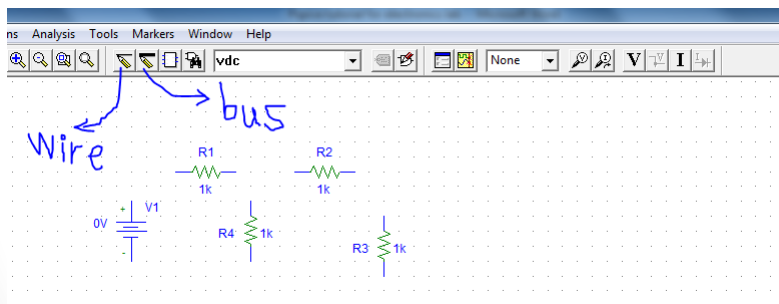 ns Analysis Tools Markers Window Help
vdc None V I
bus
Wire
R1 R2
1k 1k
+ V1
0V R4 1k
R3 1k
-